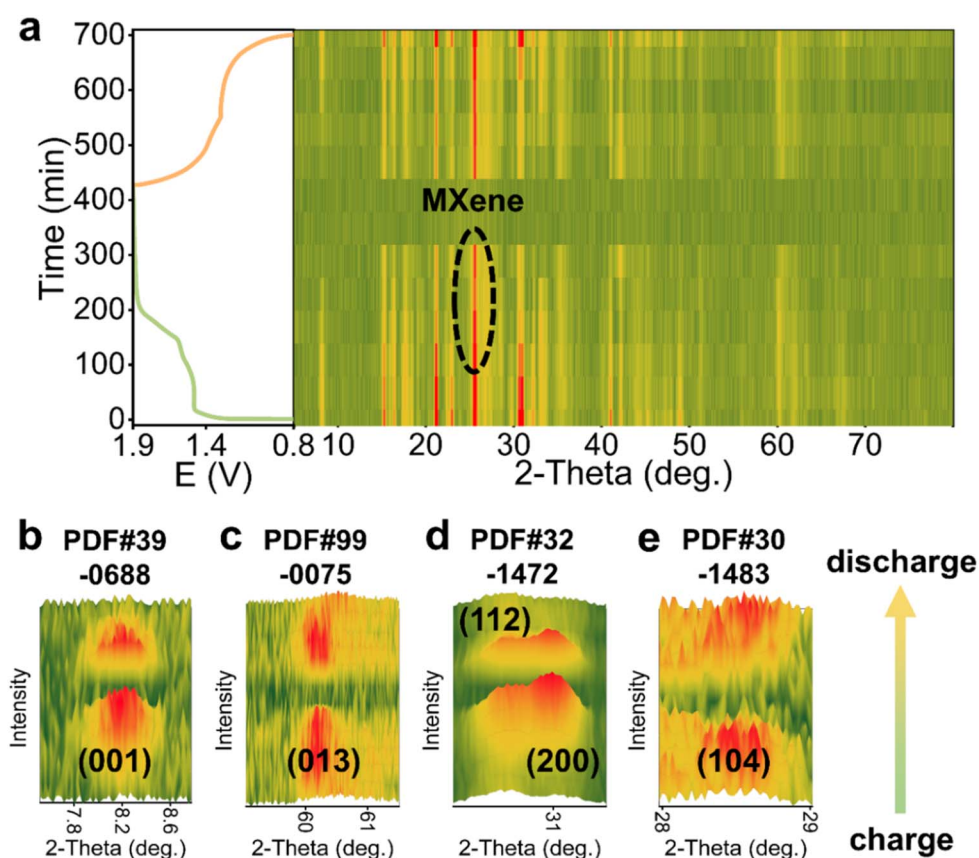 a
700
600
500
400
300
200
100
0
Time (min)
1.9 1.4 0.8
E (V)
MXene
10 20 30 40 50 60 70
2-Theta (deg.)
b PDF#39
-0688
(001)
Intensity
7.8 8.2 8.6
2-Theta (deg.)
c PDF#99
-0075
(013)
Intensity
60 61
2-Theta (deg.)
d PDF#32
-1472
(112)
(200)
Intensity
31
2-Theta (deg.)
e PDF#30
-1483
(104)
Intensity
28 29
2-Theta (deg.)
discharge
charge